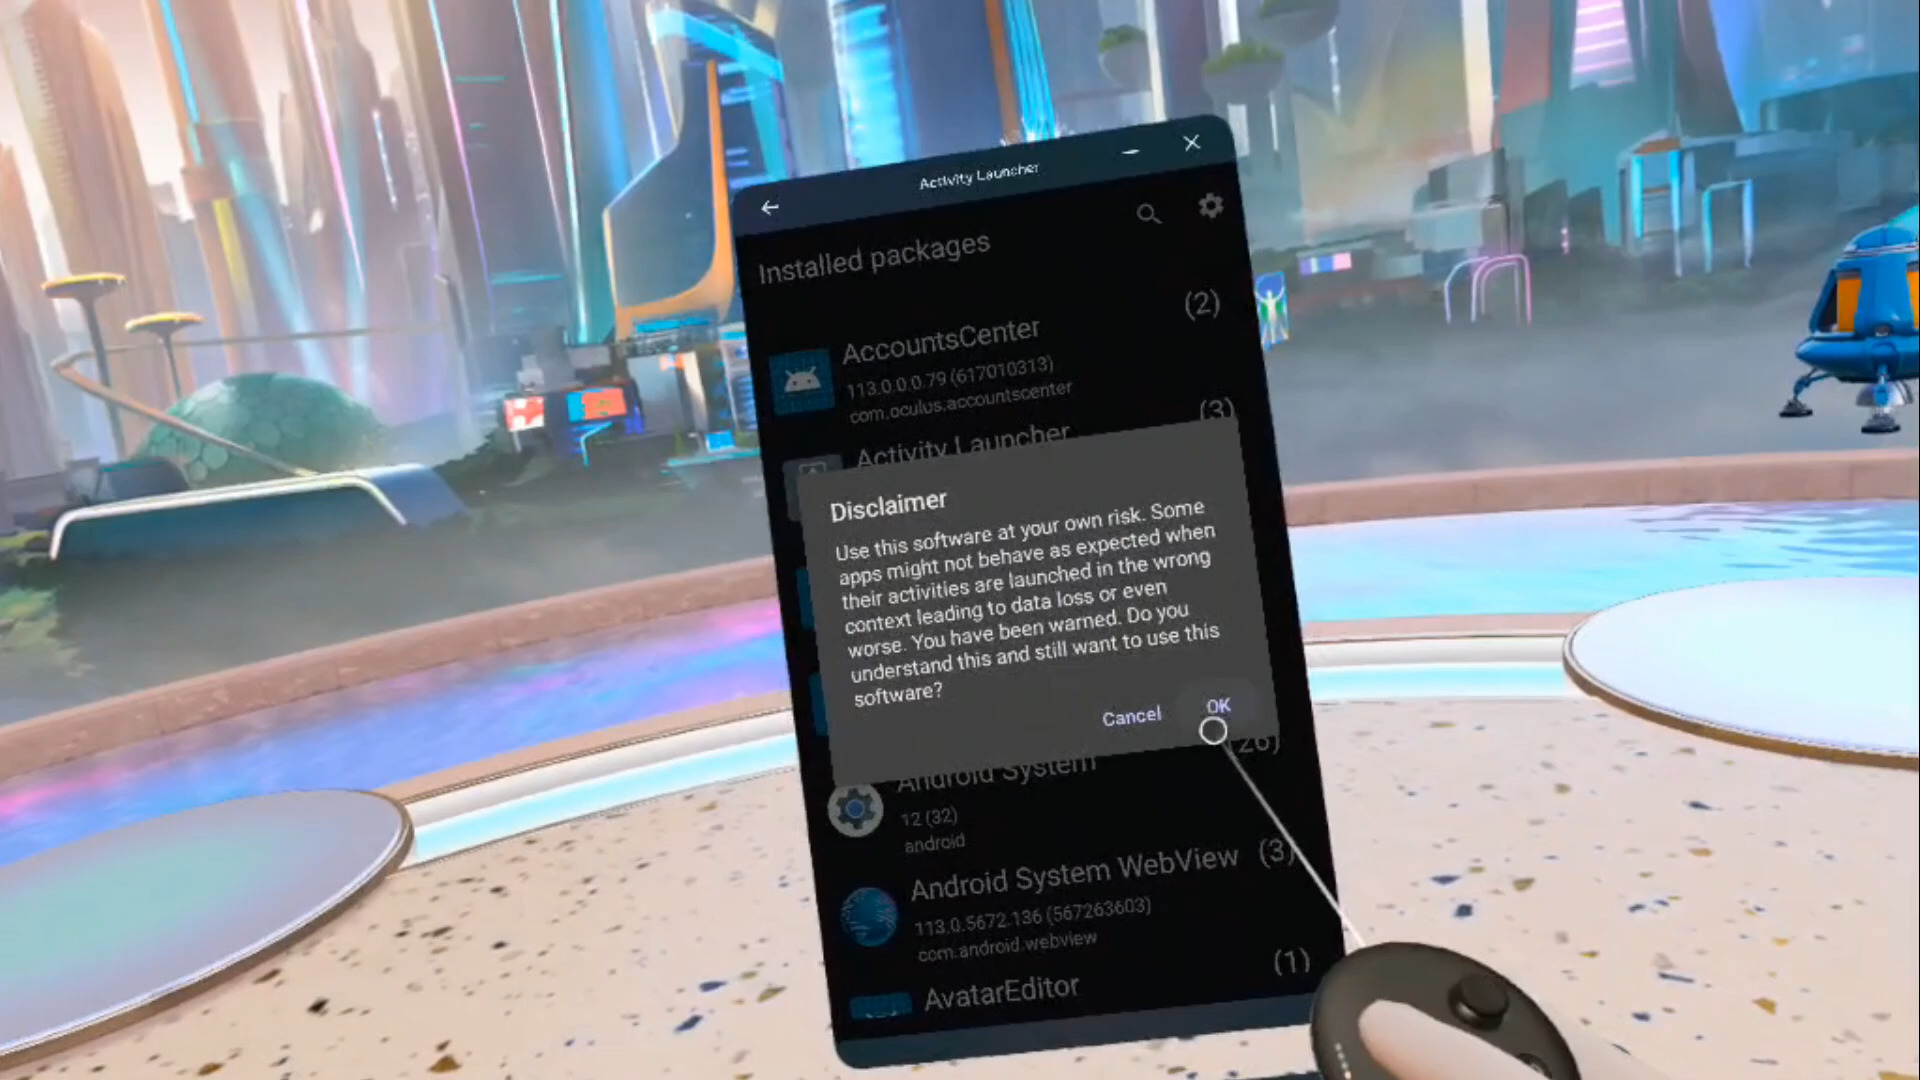 Activity Launcher
Installed packages
AccountsCenter
(2)
113.0.0.0.79 (617010313)
com.oculus.accountscenter
Activity Launcher
(3)
Disclaimer
Use this software at your own risk. Some
apps might not behave as expected when
their activities are launched in the wrong
context leading to data loss or even
worse. You have been warned. Do you
understand this and still want to use this
software?
Cancel
OK
Android System
(26)
12 (32)
android
Android System WebView
(3)
113.0.5672.136 (567263603)
com.android.webview
AvatarEditor
(1)